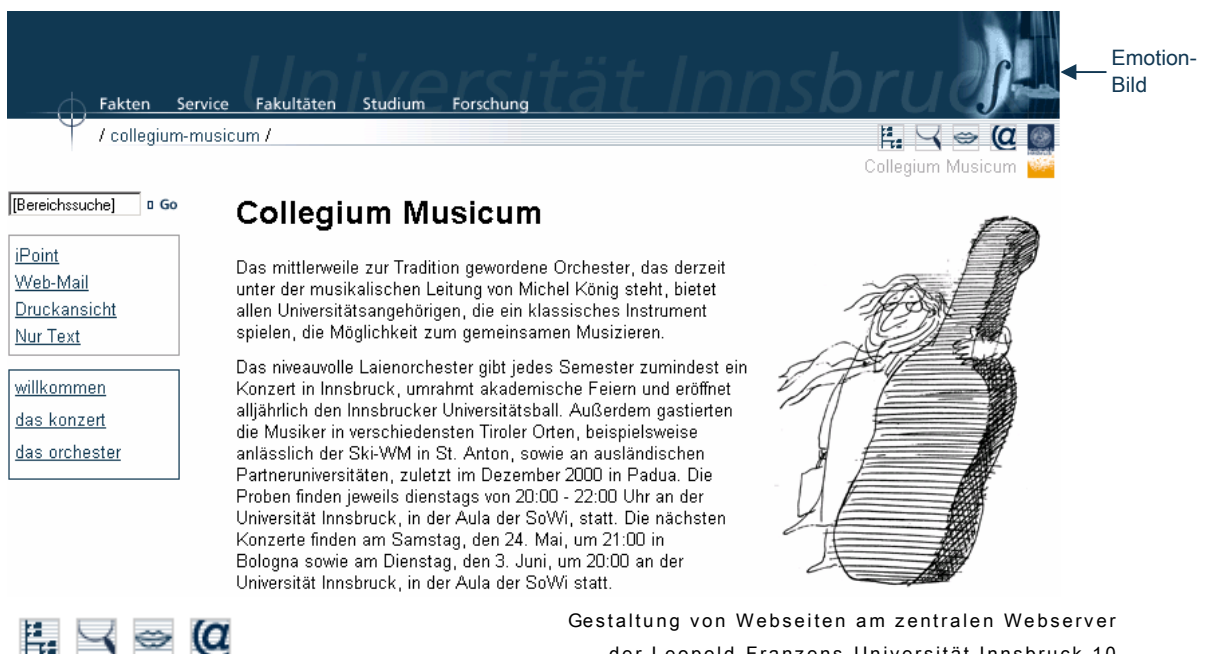 Universität Innsbruck
Emotion-
Bild
Fakten Service Fakultäten Studium Forschung
/ collegium-musicum /
Collegium Musicum
[Bereichssuche] Go
iPoint
Web-Mail
Druckansicht
Nur Text
willkommen
das konzert
das orchester
Collegium Musicum
Das mittlerweile zur Tradition gewordene Orchester, das derzeit
unter der musikalischen Leitung von Michel König steht, bietet
allen Universitätsangehörigen, die ein klassisches Instrument
spielen, die Möglichkeit zum gemeinsamen Musizieren.
Das niveauvolle Laienorchester gibt jedes Semester zumindest ein
Konzert in Innsbruck, umrahmt akademische Feiern und eröffnet
alljährlich den Innsbrucker Universitätsball. Außerdem gastierten
die Musiker in verschiedensten Tiroler Orten, beispielsweise
anlässlich der Ski-WM in St. Anton, sowie an ausländischen
Partneruniversitäten, zuletzt im Dezember 2000 in Padua. Die
Proben finden jeweils dienstags von 20:00 - 22:00 Uhr an der
Universität Innsbruck, in der Aula der SoWi, statt. Die nächsten
Konzerte finden am Samstag, den 24. Mai, um 21:00 in
Bologna sowie am Dienstag, den 3. Juni, um 20:00 an der
Universität Innsbruck, in der Aula der SoWi statt.
Gestaltung von Webseiten am zentralen Webserver
der Leopold Franzens Universität Innsbruck 10